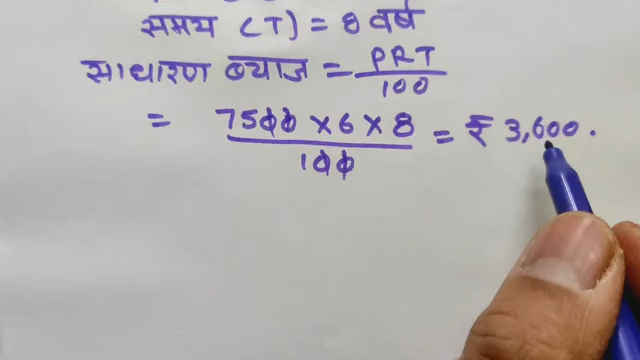 समय (T) = 8 वर्ष
साधारण ब्याज = PRT / 100
= 7500 × 6 × 8 / 100 = ₹ 3,600.